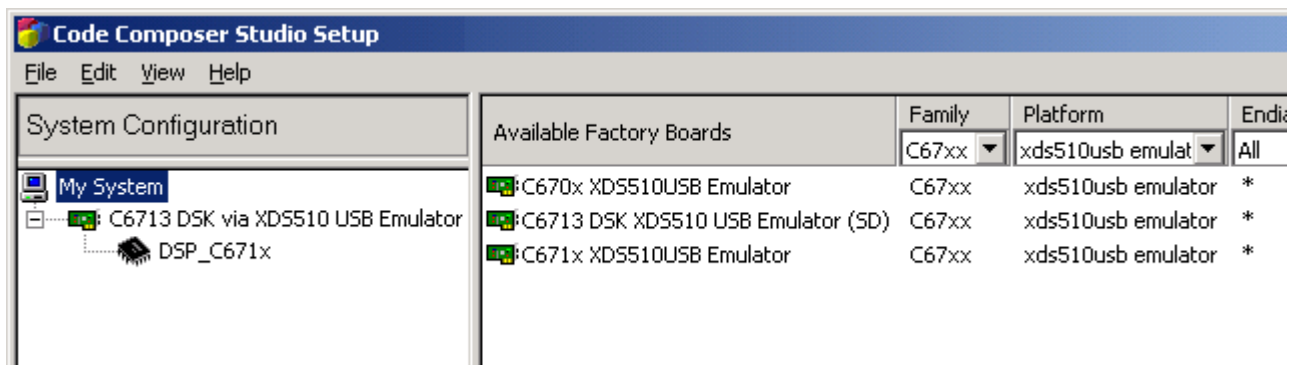 Code Composer Studio Setup
File Edit View Help
System Configuration
Available Factory Boards
Family
Platform
Endia
C67xx
xds510usb emulat
All
My System
C6713 DSK via XDS510 USB Emulator
DSP_C671x
C670x XDS510USB Emulator C67xx xds510usb emulator *
C6713 DSK XDS510 USB Emulator (SD) C67xx xds510usb emulator *
C671x XDS510USB Emulator C67xx xds510usb emulator *